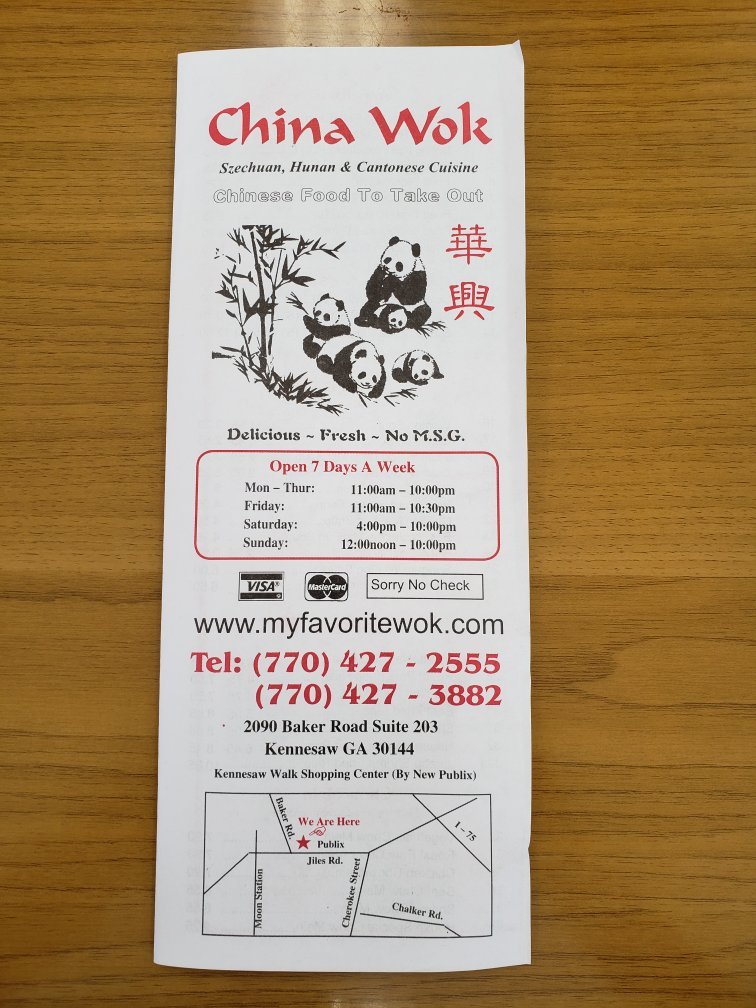 China Wok
Szechuan, Hunan & Cantonese Cuisine
Chinese Food To Take Out
華
興
Delicious ~ Fresh ~ No M.S.G.
Open 7 Days A Week
Mon – Thur: 11:00am – 10:00pm
Friday: 11:00am – 10:30pm
Saturday: 4:00pm – 10:00pm
Sunday: 12:00noon – 10:00pm
VISA MasterCard Sorry No Check
www.myfavoritewok.com
Tel: (770) 427 - 2555
(770) 427 - 3882
2090 Baker Road Suite 203
Kennesaw GA 30144
Kennesaw Walk Shopping Center (By New Publix)
Baker Rd.
We Are Here
I - 75
Publix
Jiles Rd.
Moon Station
Cherokee Street
Chalker Rd.